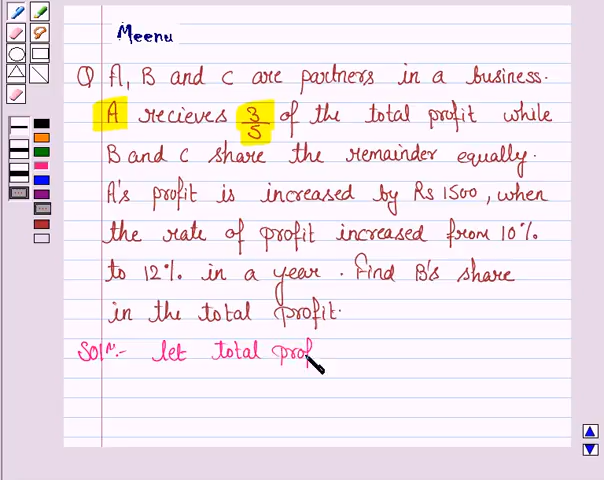 Meenu
Q A, B and C are partners in a business.
A recieves 3/5 of the total profit while
B and C share the remainder equally.
A's profit is increased by Rs 1500, when
the rate of profit increased from 10%
to 12% in a year. Find B's share
in the total profit.
Solⁿ:- let total prof